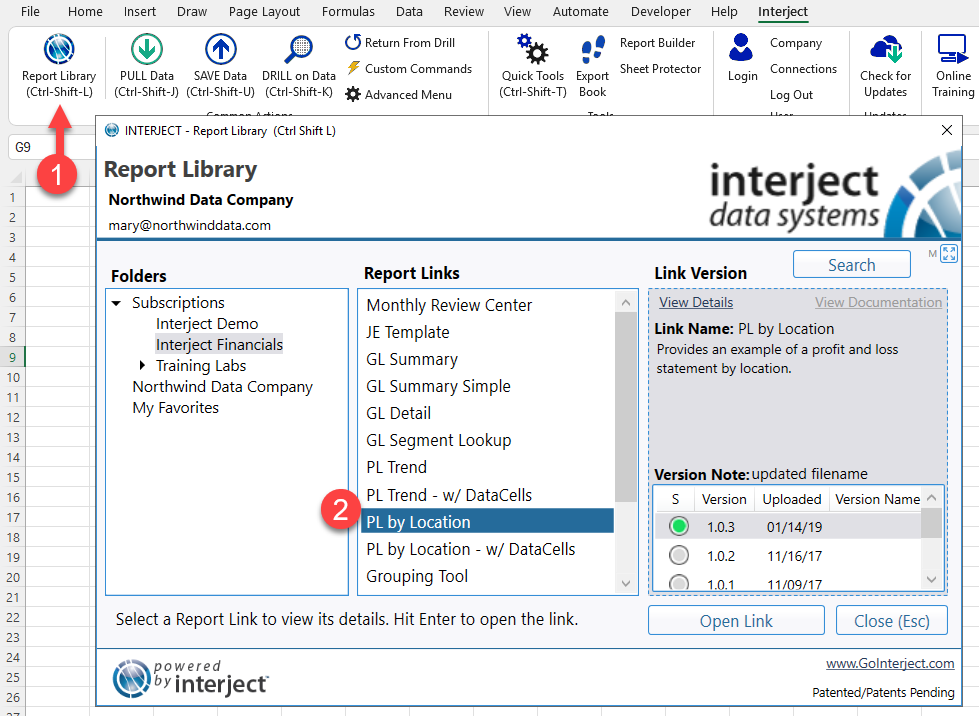 File Home Insert Draw Page Layout Formulas Data Review View Automate Developer Help Interject
Report Library
(Ctrl-Shift-L)
PULL Data
(Ctrl-Shift-J)
SAVE Data
(Ctrl-Shift-U)
DRILL on Data
(Ctrl-Shift-K)
Return From Drill
Custom Commands
Advanced Menu
Common Actions
Quick Tools
(Ctrl-Shift-T)
Export
Book
Report Builder
Sheet Protector
Tools
Login
Company
Connections
Log Out
User
Check for
Updates
Updates
Online
Training
G9
1
INTERJECT - Report Library (Ctrl Shift L)
Report Library
Northwind Data Company
mary@northwinddata.com
interject
data systems
Folders
Subscriptions
Interject Demo
Interject Financials
Training Labs
Northwind Data Company
My Favorites
Report Links
Monthly Review Center
JE Template
GL Summary
GL Summary Simple
GL Detail
GL Segment Lookup
PL Trend
PL Trend - w/ DataCells
2
PL by Location
PL by Location - w/ DataCells
Grouping Tool
Link Version
Search
M
View Details View Documentation
Link Name: PL by Location
Provides an example of a profit and loss
statement by location.
Version Note: updated filename
S Version Uploaded Version Name
1.0.3 01/14/19
1.0.2 11/16/17
1.0.1 11/09/17
Select a Report Link to view its details. Hit Enter to open the link.
Open Link
Close (Esc)
powered
by interject
www.GoInterject.com
Patented/Patents Pending
1
2
3
4
5
6
7
8
9
10
11
12
13
14
15
16
17
18
19
20
21
22
23
24
25
26